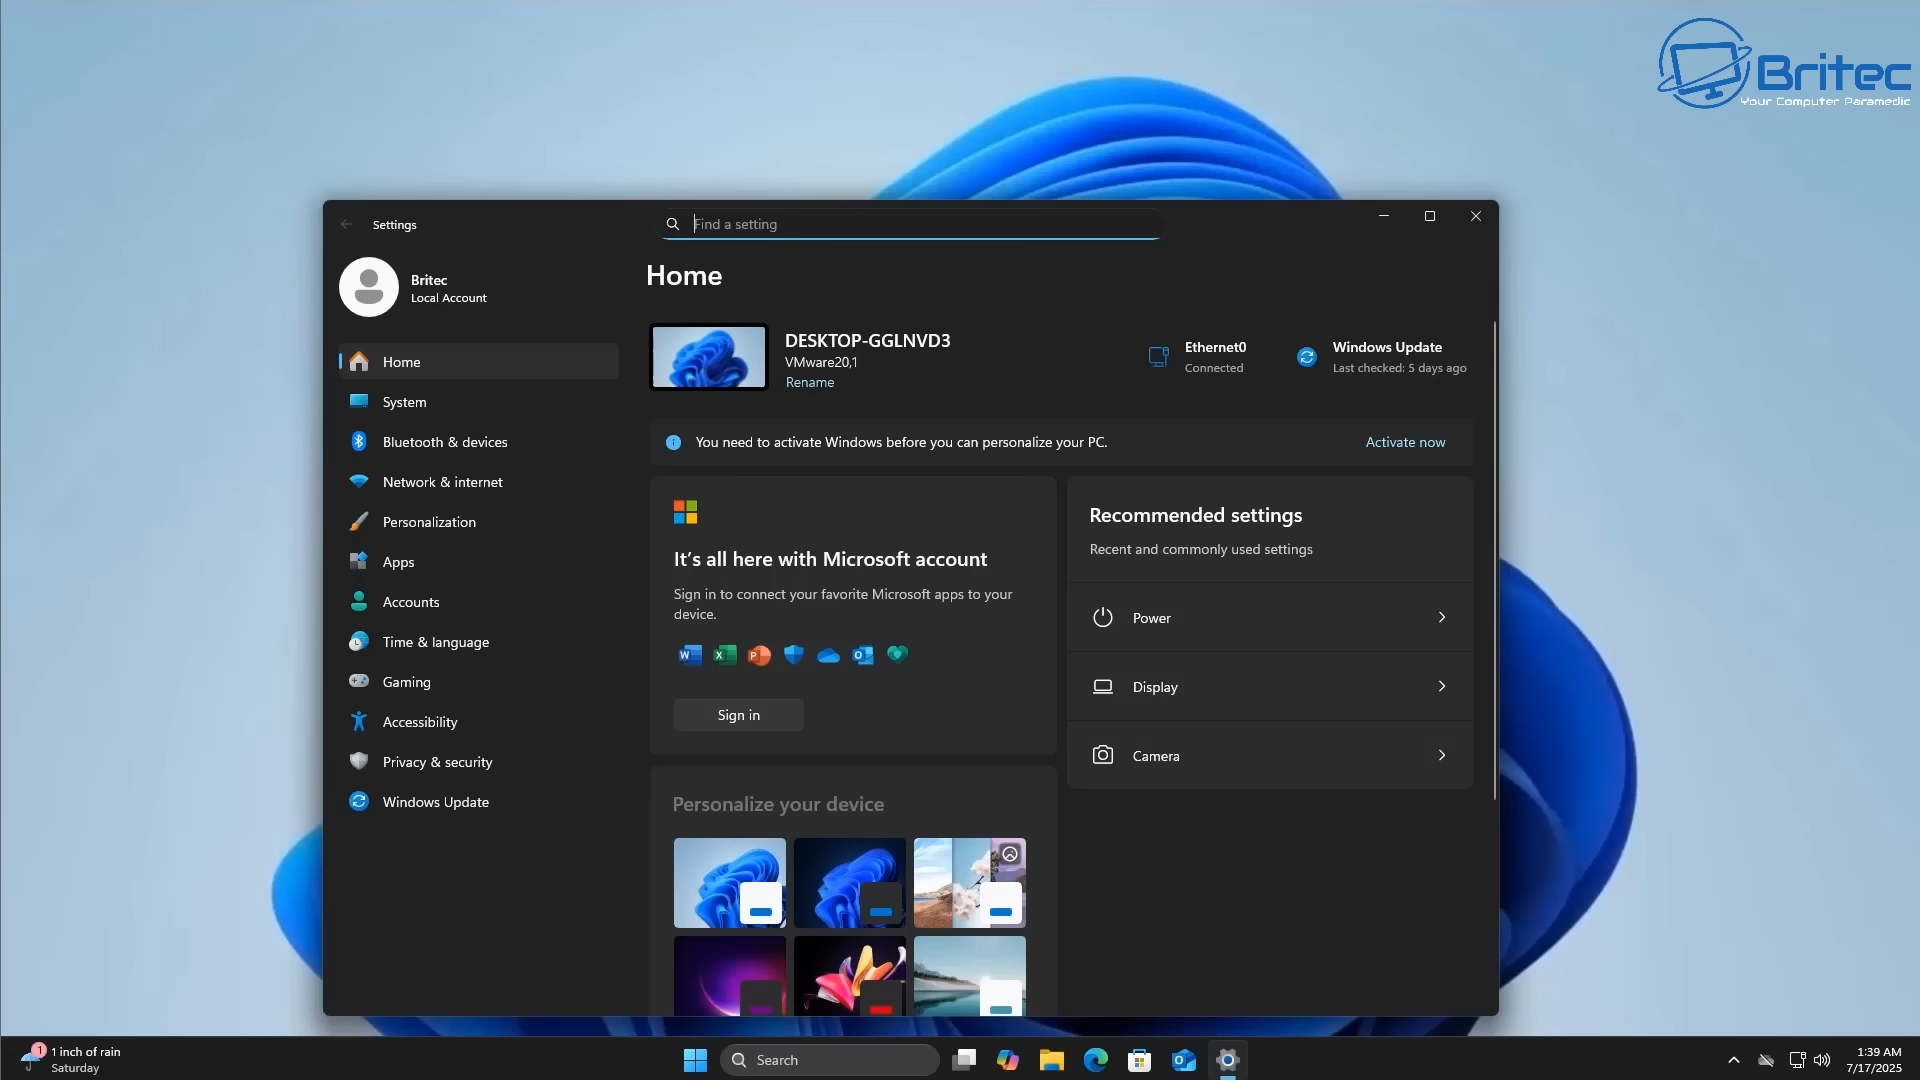 Britec
Your Computer Paramedic
Settings
Find a setting
Britec
Local Account
Home
System
Bluetooth & devices
Network & internet
Personalization
Apps
Accounts
Time & language
Gaming
Accessibility
Privacy & security
Windows Update
Home
DESKTOP-GGLNVD3
VMware20,1
Rename
Ethernet0
Connected
Windows Update
Last checked: 5 days ago
You need to activate Windows before you can personalize your PC.
Activate now
It's all here with Microsoft account
Sign in to connect your favorite Microsoft apps to your
device.
Sign in
Recommended settings
Recent and commonly used settings
Power
Display
Camera
Personalize your device
1
1 inch of rain
Saturday
Search
1:39 AM
7/17/2025